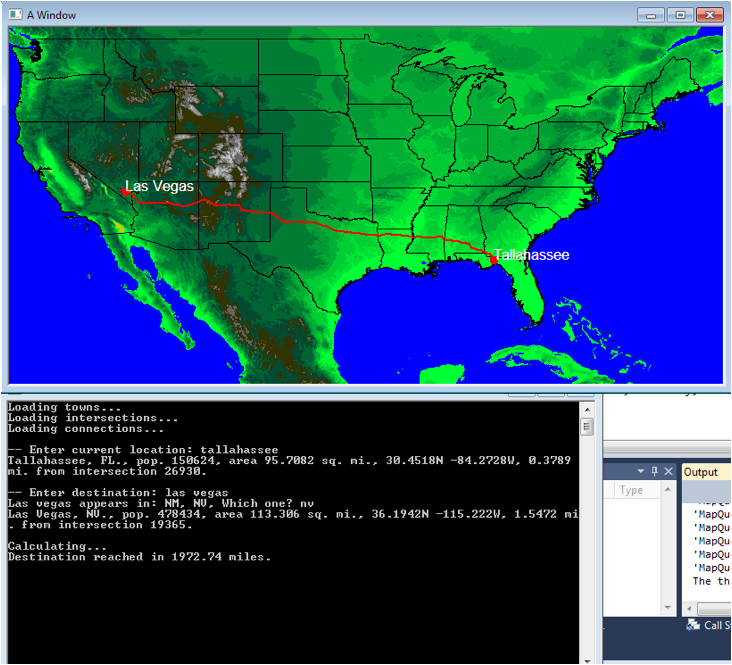 A Window
Las Vegas
Tallahassee
Loading towns...
Loading intersections...
Loading connections...
-- Enter current location: tallahassee
Tallahassee, FL., pop. 150624, area 95.7082 sq. mi., 30.4518N -84.2728W, 0.3789
mi. from intersection 26930.
-- Enter destination: las vegas
Las vegas appears in: NM, NV, Which one? nv
Las Vegas, NV., pop. 478434, area 113.306 sq. mi., 36.1942N -115.222W, 1.5472 mi
. from intersection 19365.
Calculating...
Destination reached in 1972.74 miles.
Type
Output
'MapQu
'MapQu
'MapQu
'MapQu
'MapQu
The th
Call S